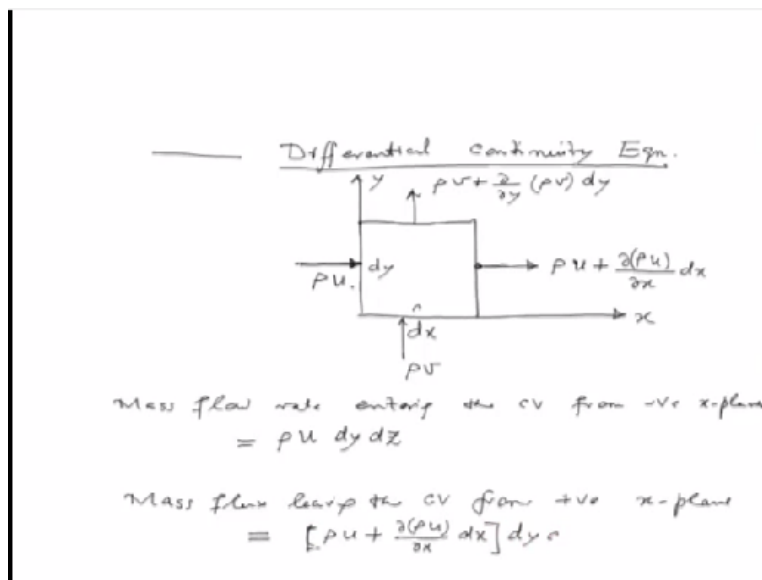 Differential continuity Eqn.
y
ρv + ∂/∂y (ρv) dy
ρu.
dy
ρu + ∂(ρu)/∂x dx
x
dx
ρv
Mass flow rate entering the cv from -ve x-plane
= ρu dy dz
Mass flux leaving the cv from +ve x-plane
= [ρu + ∂(ρu)/∂x dx] dy